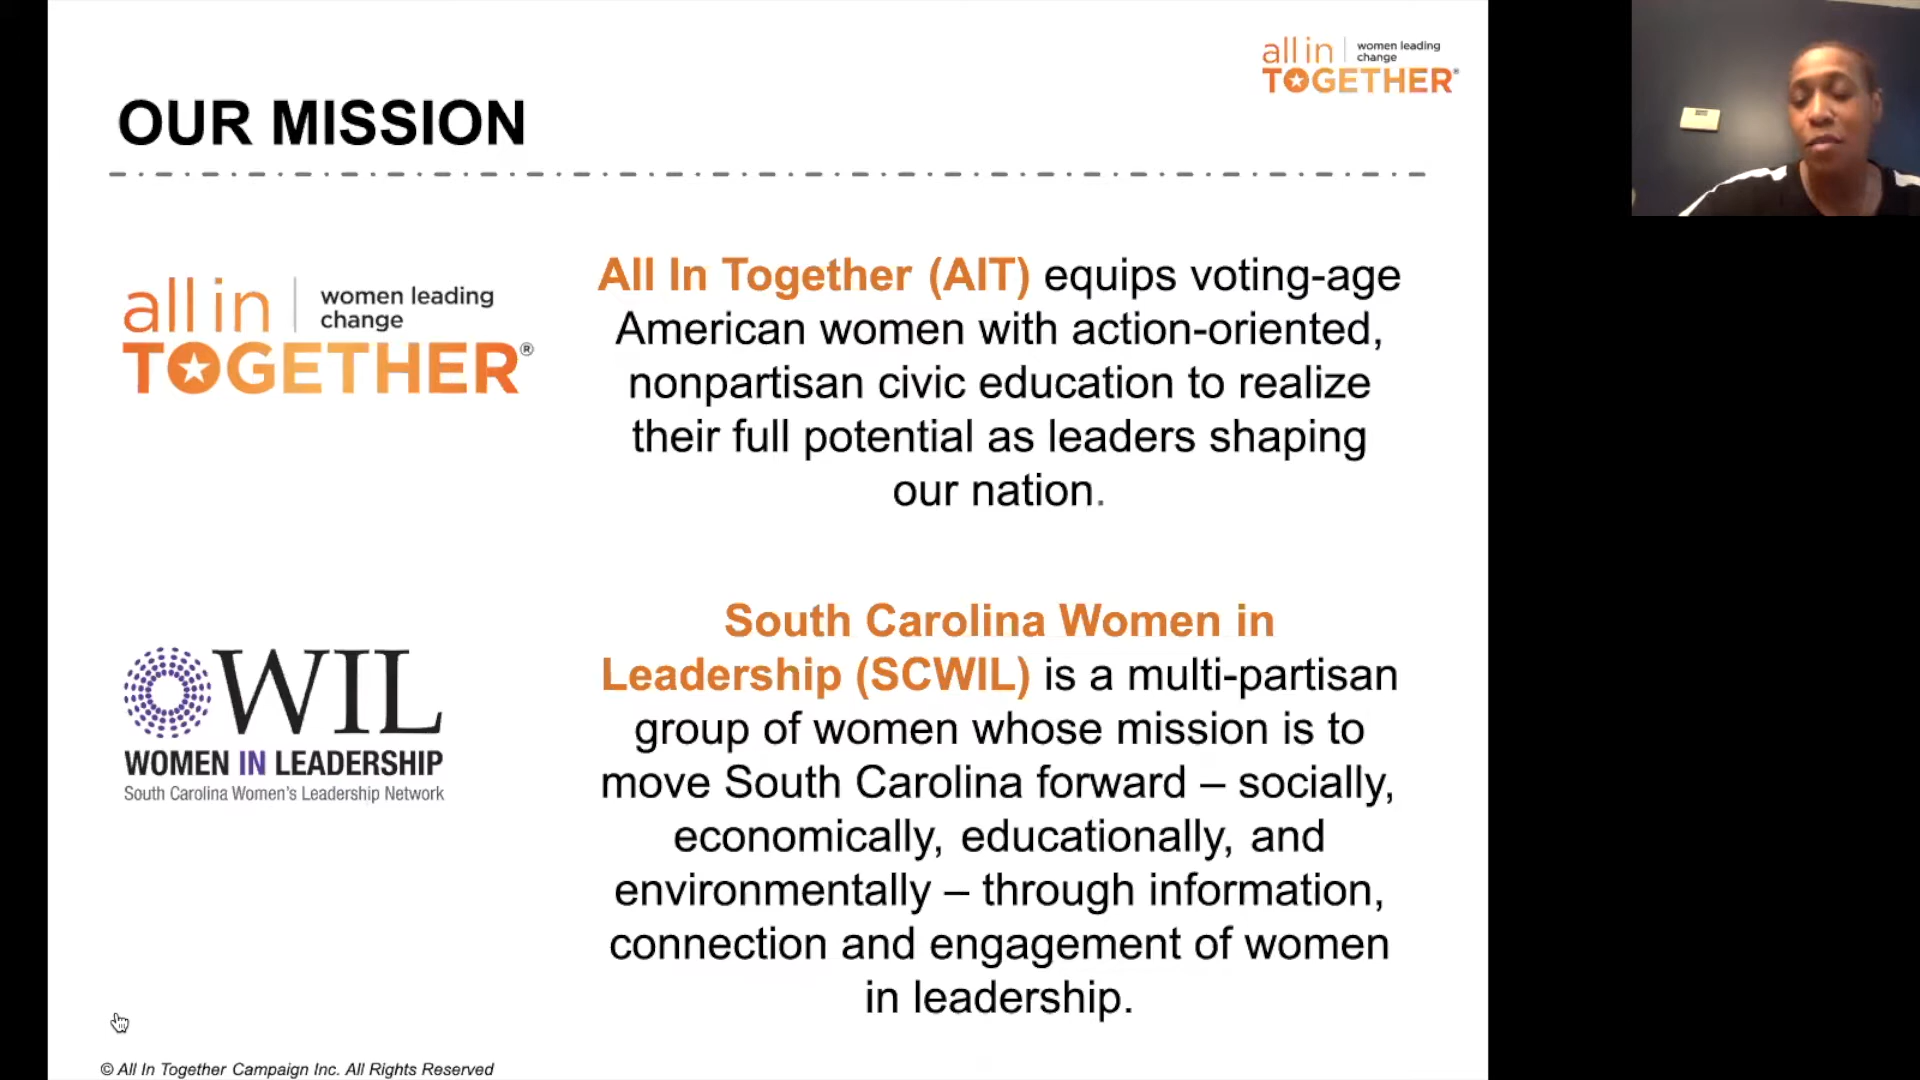 all in | women leading change
TOGETHER®
OUR MISSION
all in | women leading change
TOGETHER®
All In Together (AIT) equips voting-age
American women with action-oriented,
nonpartisan civic education to realize
their full potential as leaders shaping
our nation.
WIL
WOMEN IN LEADERSHIP
South Carolina Women's Leadership Network
South Carolina Women in
Leadership (SCWIL) is a multi-partisan
group of women whose mission is to
move South Carolina forward – socially,
economically, educationally, and
environmentally – through information,
connection and engagement of women
in leadership.
© All In Together Campaign Inc. All Rights Reserved